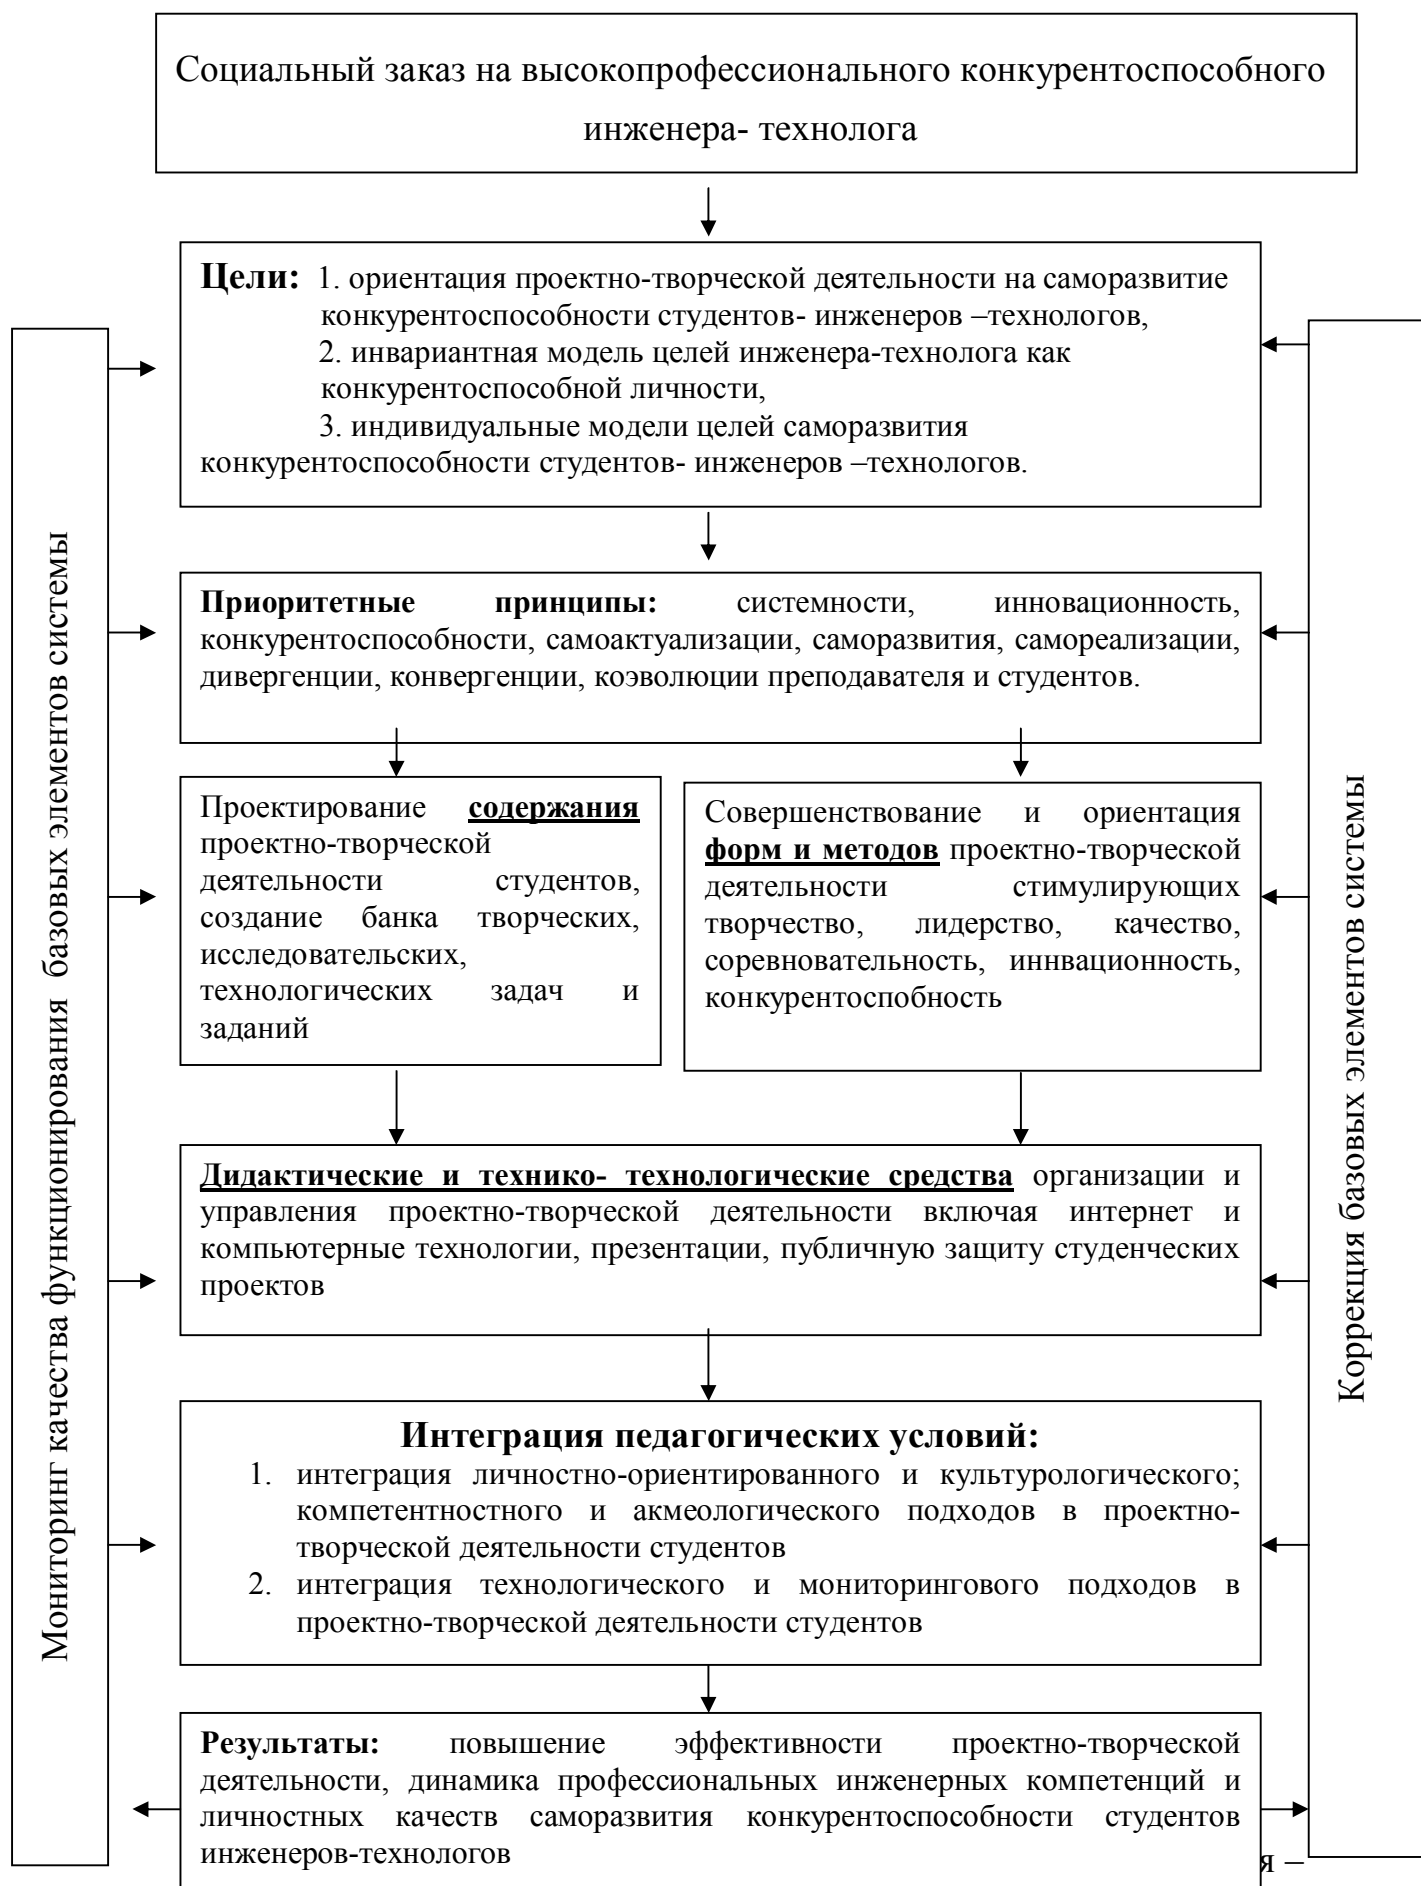 Социальный заказ на высокопрофессионального конкурентоспособного
инженера- технолога
Цели: 1. ориентация проектно-творческой деятельности на саморазвитие
конкурентоспособности студентов- инженеров –технологов,
2. инвариантная модель целей инженера-технолога как
конкурентоспособной личности,
3. индивидуальные модели целей саморазвития
конкурентоспособности студентов- инженеров –технологов.
Мониторинг качества функционирования базовых элементов системы
Приоритетные принципы: системности, инновационность,
конкурентоспособности, самоактуализации, саморазвития, самореализации,
дивергенции, конвергенции, коэволюции преподавателя и студентов.
Проектирование содержания
проектно-творческой
деятельности студентов,
создание банка творческих,
исследовательских,
технологических задач и
заданий
Совершенствование и ориентация
форм и методов проектно-творческой
деятельности стимулирующих
творчество, лидерство, качество,
соревновательность, иннвационность,
конкурентоспобность
Коррекция базовых элементов системы
Дидактические и технико- технологические средства организации и
управления проектно-творческой деятельности включая интернет и
компьютерные технологии, презентации, публичную защиту студенческих
проектов
Интеграция педагогических условий:
1. интеграция личностно-ориентированного и культурологического;
компетентностного и акмеологического подходов в проектно-
творческой деятельности студентов
2. интеграция технологического и мониторингового подходов в
проектно-творческой деятельности студентов
Результаты: повышение эффективности проектно-творческой
деятельности, динамика профессиональных инженерных компетенций и
личностных качеств саморазвития конкурентоспособности студентов
инженеров-технологов
я –